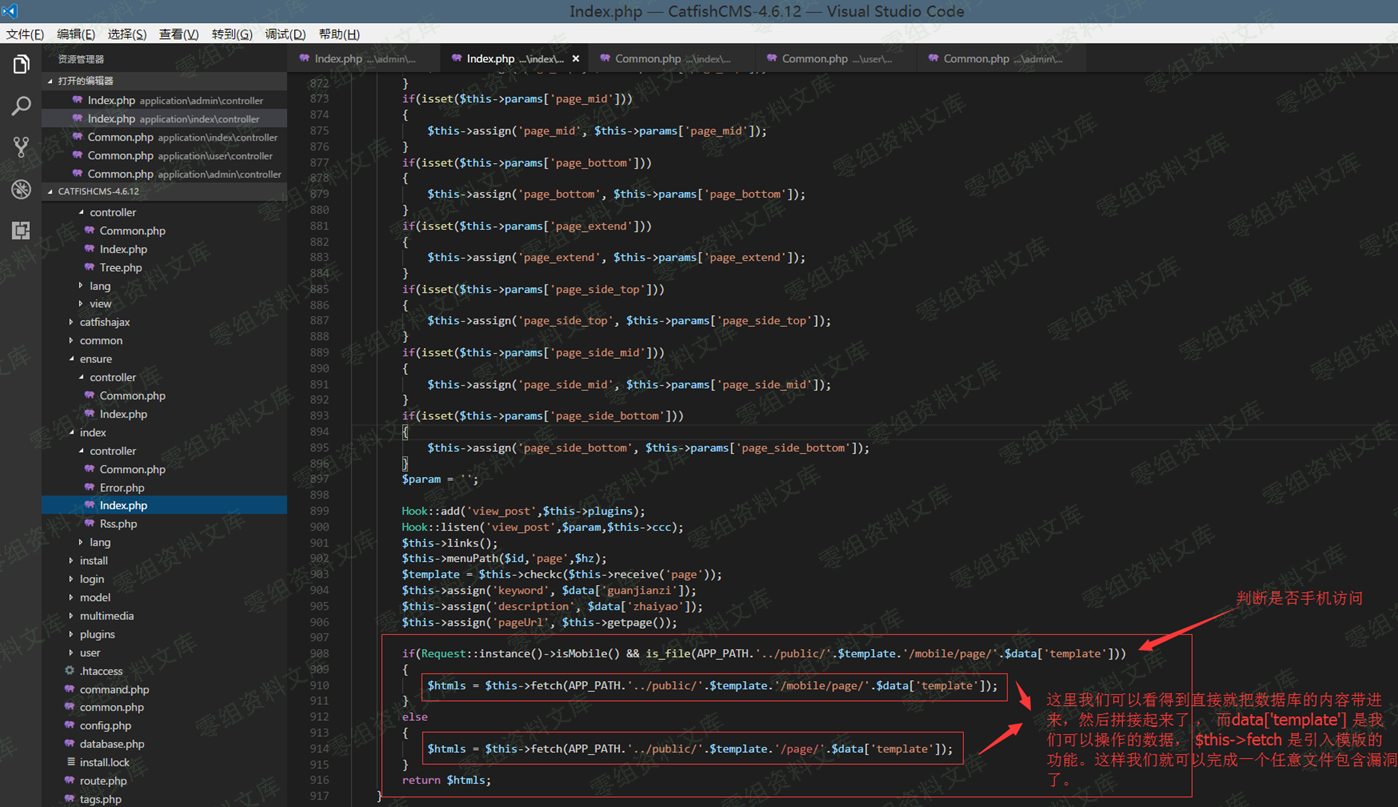 Index.php — CatfishCMS-4.6.12 — Visual Studio Code
文件(F) 编辑(E) 选择(S) 查看(V) 转到(G) 调试(D) 帮助(H)
资源管理器
打开的编辑器
Index.php application\admin\controller
Index.php application\index\controller
Common.php application\index\controller
Common.php application\user\controller
Common.php application\admin\controller
CATFISHCMS-4.6.12
controller
Common.php
Index.php
Tree.php
lang
view
catfishajax
common
ensure
controller
Common.php
Index.php
index
controller
Common.php
Error.php
Index.php
Rss.php
lang
install
login
model
multimedia
plugins
user
.htaccess
command.php
common.php
config.php
database.php
install.lock
route.php
tags.php
Index.php ...\admin\... Index.php ...\index\... × Common.php ...\index\... Common.php ...\user\... Common.php ...\admin\...
872 }
873 if(isset($this->params['page_mid']))
874 {
875 $this->assign('page_mid', $this->params['page_mid']);
876 }
877 if(isset($this->params['page_bottom']))
878 {
879 $this->assign('page_bottom', $this->params['page_bottom']);
880 }
881 if(isset($this->params['page_extend']))
882 {
883 $this->assign('page_extend', $this->params['page_extend']);
884 }
885 if(isset($this->params['page_side_top']))
886 {
887 $this->assign('page_side_top', $this->params['page_side_top']);
888 }
889 if(isset($this->params['page_side_mid']))
890 {
891 $this->assign('page_side_mid', $this->params['page_side_mid']);
892 }
893 if(isset($this->params['page_side_bottom']))
894 {
895 $this->assign('page_side_bottom', $this->params['page_side_bottom']);
896 }
897 $param = '';
898
899 Hook::add('view_post',$this->plugins);
900 Hook::listen('view_post',$param,$this->ccc);
901 $this->links();
902 $this->menuPath($id,'page',$hz);
903 $template = $this->checkc($this->receive('page'));
904 $this->assign('keyword', $data['guanjianzi']);
905 $this->assign('description', $data['zhaiyao']);
906 $this->assign('pageUrl', $this->getpage());
907
908 if(Request::instance()->isMobile() && is_file(APP_PATH.'../public/'.$template.'/mobile/page/'.$data['template']))
909 {
910 $htmls = $this->fetch(APP_PATH.'../public/'.$template.'/mobile/page/'.$data['template']);
911 }
912 else
913 {
914 $htmls = $this->fetch(APP_PATH.'../public/'.$template.'/page/'.$data['template']);
915 }
916 return $htmls;
917 }
判断是否手机访问
这里我们可以看得到直接就把数据库的内容带进
来，然后拼接起来了， 而data['template'] 是我
们可以操作的数据， $this->fetch 是引入模版的
功能。这样我们就可以完成一个任意文件包含漏洞
了。
零组资料文库